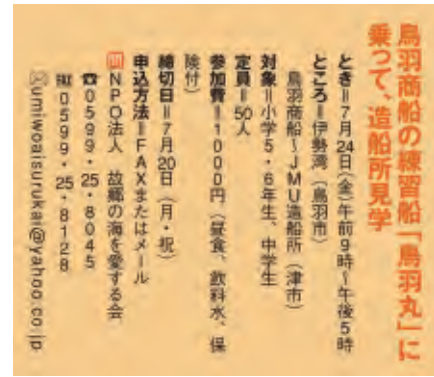 鳥羽商船の練習船「鳥羽丸」に
乗って、造船所見学
とき=7月24日(金)午前9時~午後5時
ところ=伊勢湾(鳥羽市)
鳥羽商船~JMU造船所(津市)
対象=小学5・6年生、中学生
定員=50人
参加費=1000円(昼食、飲料水、保
険付)
締切日=7月20日(月・祝)
申込方法=FAXまたはメール
問NPO法人 故郷の海を愛する会
☎0599・25・8045
FAX0599・25・8128
✉umiwoaisurukai@yahoo.co.jp